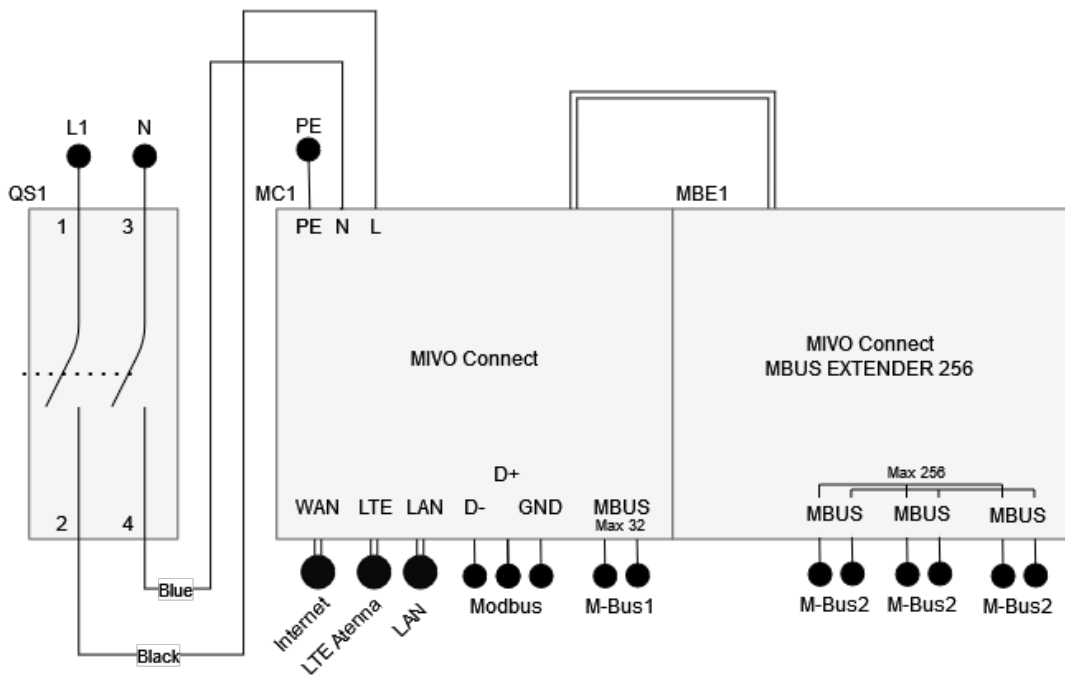 L1 N PE
QS1 MC1 MBE1
1 3 PE N L
MIVO Connect
MIVO Connect
MBUS EXTENDER 256
D+
Max 256
WAN LTE LAN D- GND MBUS
Max 32
MBUS MBUS MBUS
2 4
Blue
Internet
LTE Atenna
LAN
Modbus M-Bus1 M-Bus2 M-Bus2 M-Bus2
Black